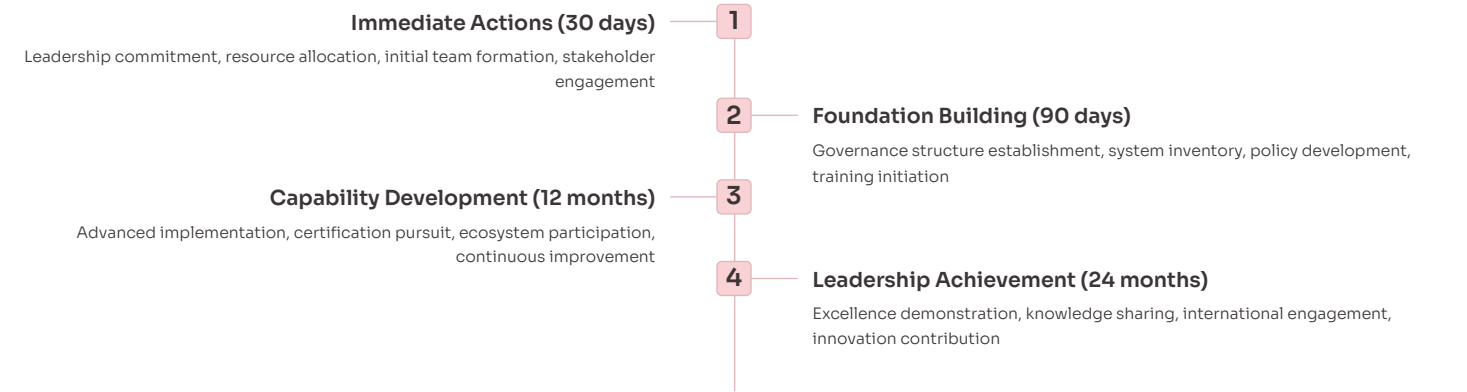 Immediate Actions (30 days)
1
Leadership commitment, resource allocation, initial team formation, stakeholder
engagement
2
Foundation Building (90 days)
Governance structure establishment, system inventory, policy development,
training initiation
Capability Development (12 months)
3
Advanced implementation, certification pursuit, ecosystem participation,
continuous improvement
4
Leadership Achievement (24 months)
Excellence demonstration, knowledge sharing, international engagement,
innovation contribution